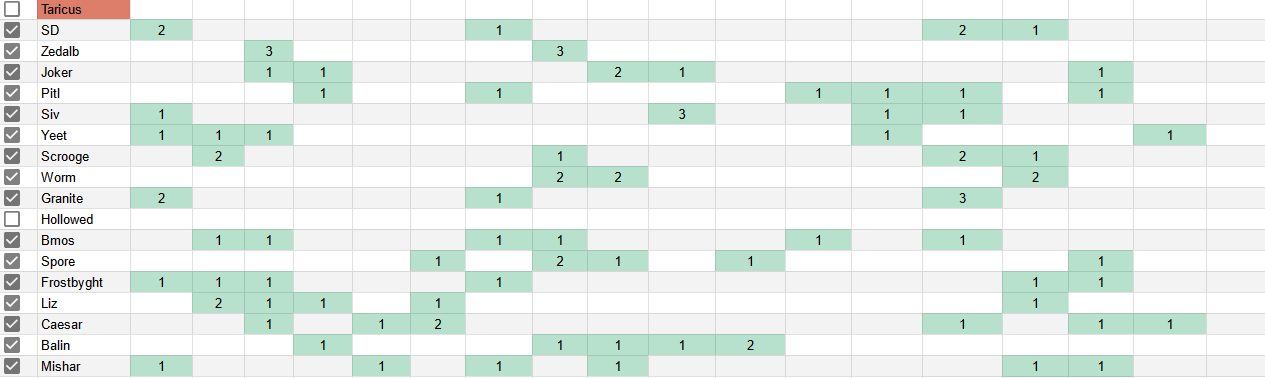 Taricus
SD 2 1 2 1
Zedalb 3 3
Joker 1 1 2 1 1
Pitl 1 1 1 1 1 1
Siv 1 3 1 1
Yeet 1 1 1 1 1
Scrooge 2 1 2 1
Worm 2 2 2
Granite 2 1 3
Hollowed
Bmos 1 1 1 1 1 1
Spore 1 2 1 1 1
Frostbyght 1 1 1 1 1 1
Liz 2 1 1 1 1
Caesar 1 1 2 1 1 1
Balin 1 1 1 1 2
Mishar 1 1 1 1 1 1